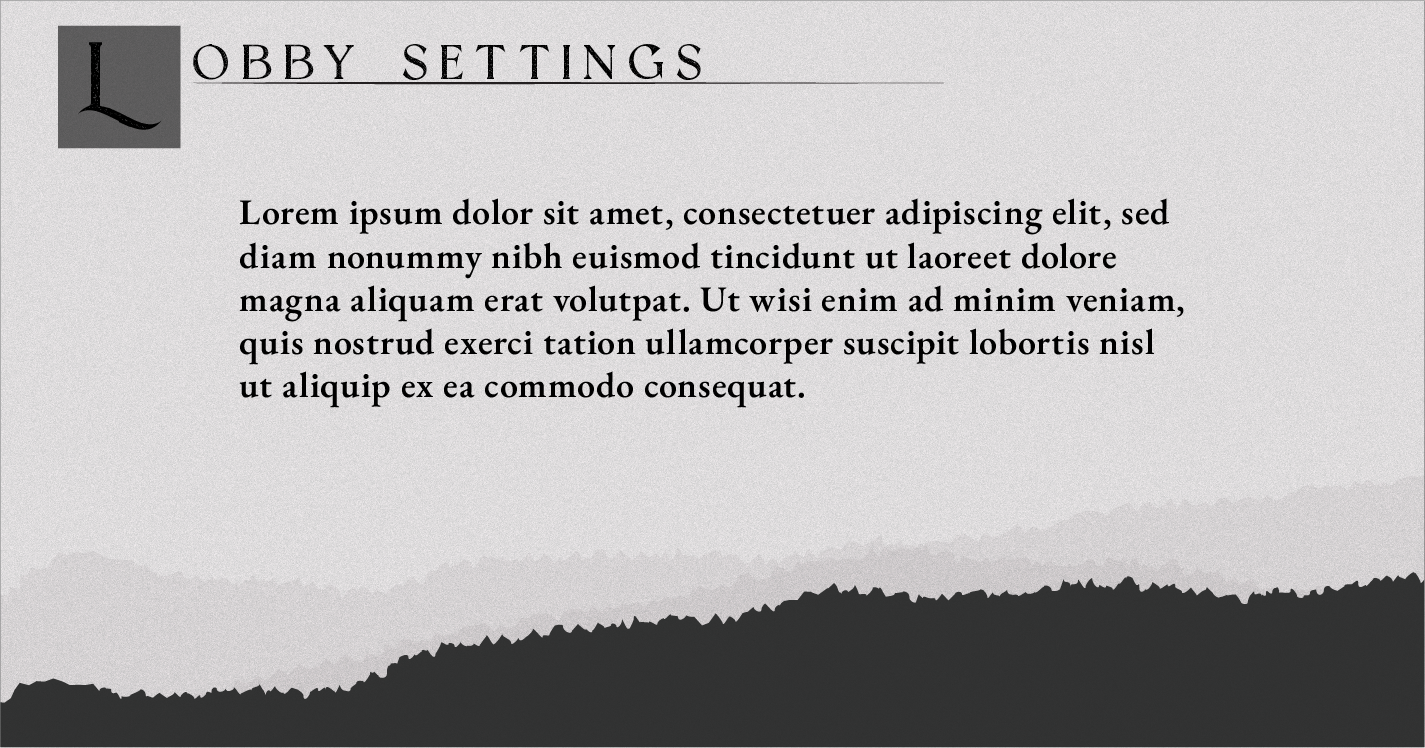 LOBBY SETTINGS
Lorem ipsum dolor sit amet, consectetuer adipiscing elit, sed
diam nonummy nibh euismod tincidunt ut laoreet dolore
magna aliquam erat volutpat. Ut wisi enim ad minim veniam,
quis nostrud exerci tation ullamcorper suscipit lobortis nisl
ut aliquip ex ea commodo consequat.